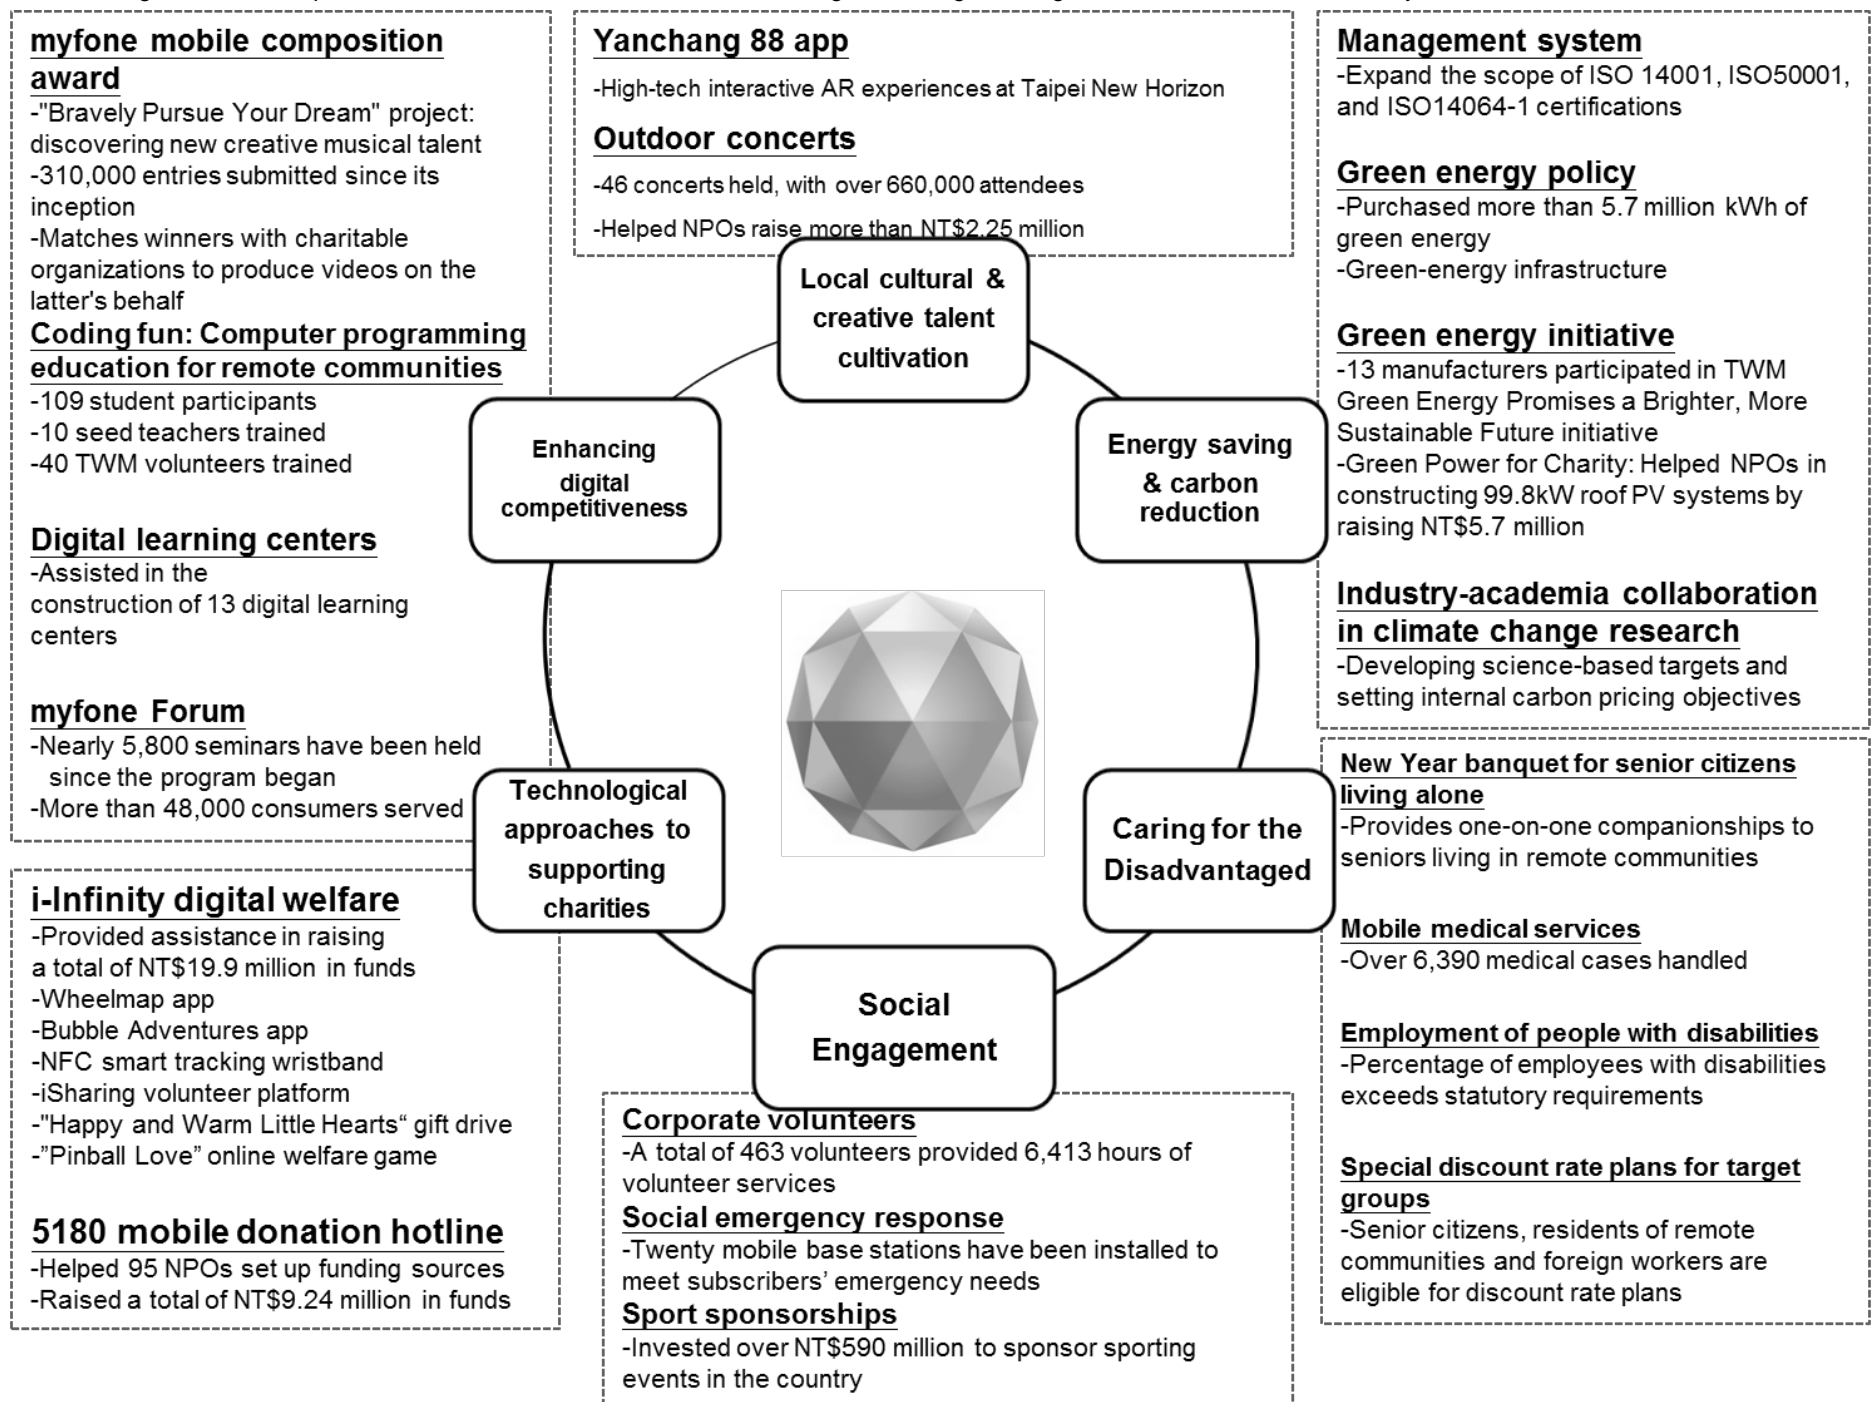 myfone mobile composition
award
-"Bravely Pursue Your Dream" project:
discovering new creative musical talent
-310,000 entries submitted since its
inception
-Matches winners with charitable
organizations to produce videos on the
latter's behalf
Coding fun: Computer programming
education for remote communities
-109 student participants
-10 seed teachers trained
-40 TWM volunteers trained
Digital learning centers
-Assisted in the
construction of 13 digital learning
centers
myfone Forum
-Nearly 5,800 seminars have been held
since the program began
-More than 48,000 consumers served
Yanchang 88 app
-High-tech interactive AR experiences at Taipei New Horizon
Outdoor concerts
-46 concerts held, with over 660,000 attendees
-Helped NPOs raise more than NT$2.25 million
Management system
-Expand the scope of ISO 14001, ISO50001,
and ISO14064-1 certifications
Green energy policy
-Purchased more than 5.7 million kWh of
green energy
-Green-energy infrastructure
Green energy initiative
-13 manufacturers participated in TWM
Green Energy Promises a Brighter, More
Sustainable Future initiative
-Green Power for Charity: Helped NPOs in
constructing 99.8kW roof PV systems by
raising NT$5.7 million
Industry-academia collaboration
in climate change research
-Developing science-based targets and
setting internal carbon pricing objectives
Local cultural &
creative talent
cultivation
Enhancing
digital
competitiveness
Energy saving
& carbon
reduction
Technological
approaches to
supporting
charities
Caring for the
Disadvantaged
Social
Engagement
i-Infinity digital welfare
-Provided assistance in raising
a total of NT$19.9 million in funds
-Wheelmap app
-Bubble Adventures app
-NFC smart tracking wristband
-iSharing volunteer platform
-"Happy and Warm Little Hearts“ gift drive
-”Pinball Love” online welfare game
5180 mobile donation hotline
-Helped 95 NPOs set up funding sources
-Raised a total of NT$9.24 million in funds
Corporate volunteers
-A total of 463 volunteers provided 6,413 hours of
volunteer services
Social emergency response
-Twenty mobile base stations have been installed to
meet subscribers’ emergency needs
Sport sponsorships
-Invested over NT$590 million to sponsor sporting
events in the country
New Year banquet for senior citizens
living alone
-Provides one-on-one companionships to
seniors living in remote communities
Mobile medical services
-Over 6,390 medical cases handled
Employment of people with disabilities
-Percentage of employees with disabilities
exceeds statutory requirements
Special discount rate plans for target
groups
-Senior citizens, residents of remote
communities and foreign workers are
eligible for discount rate plans